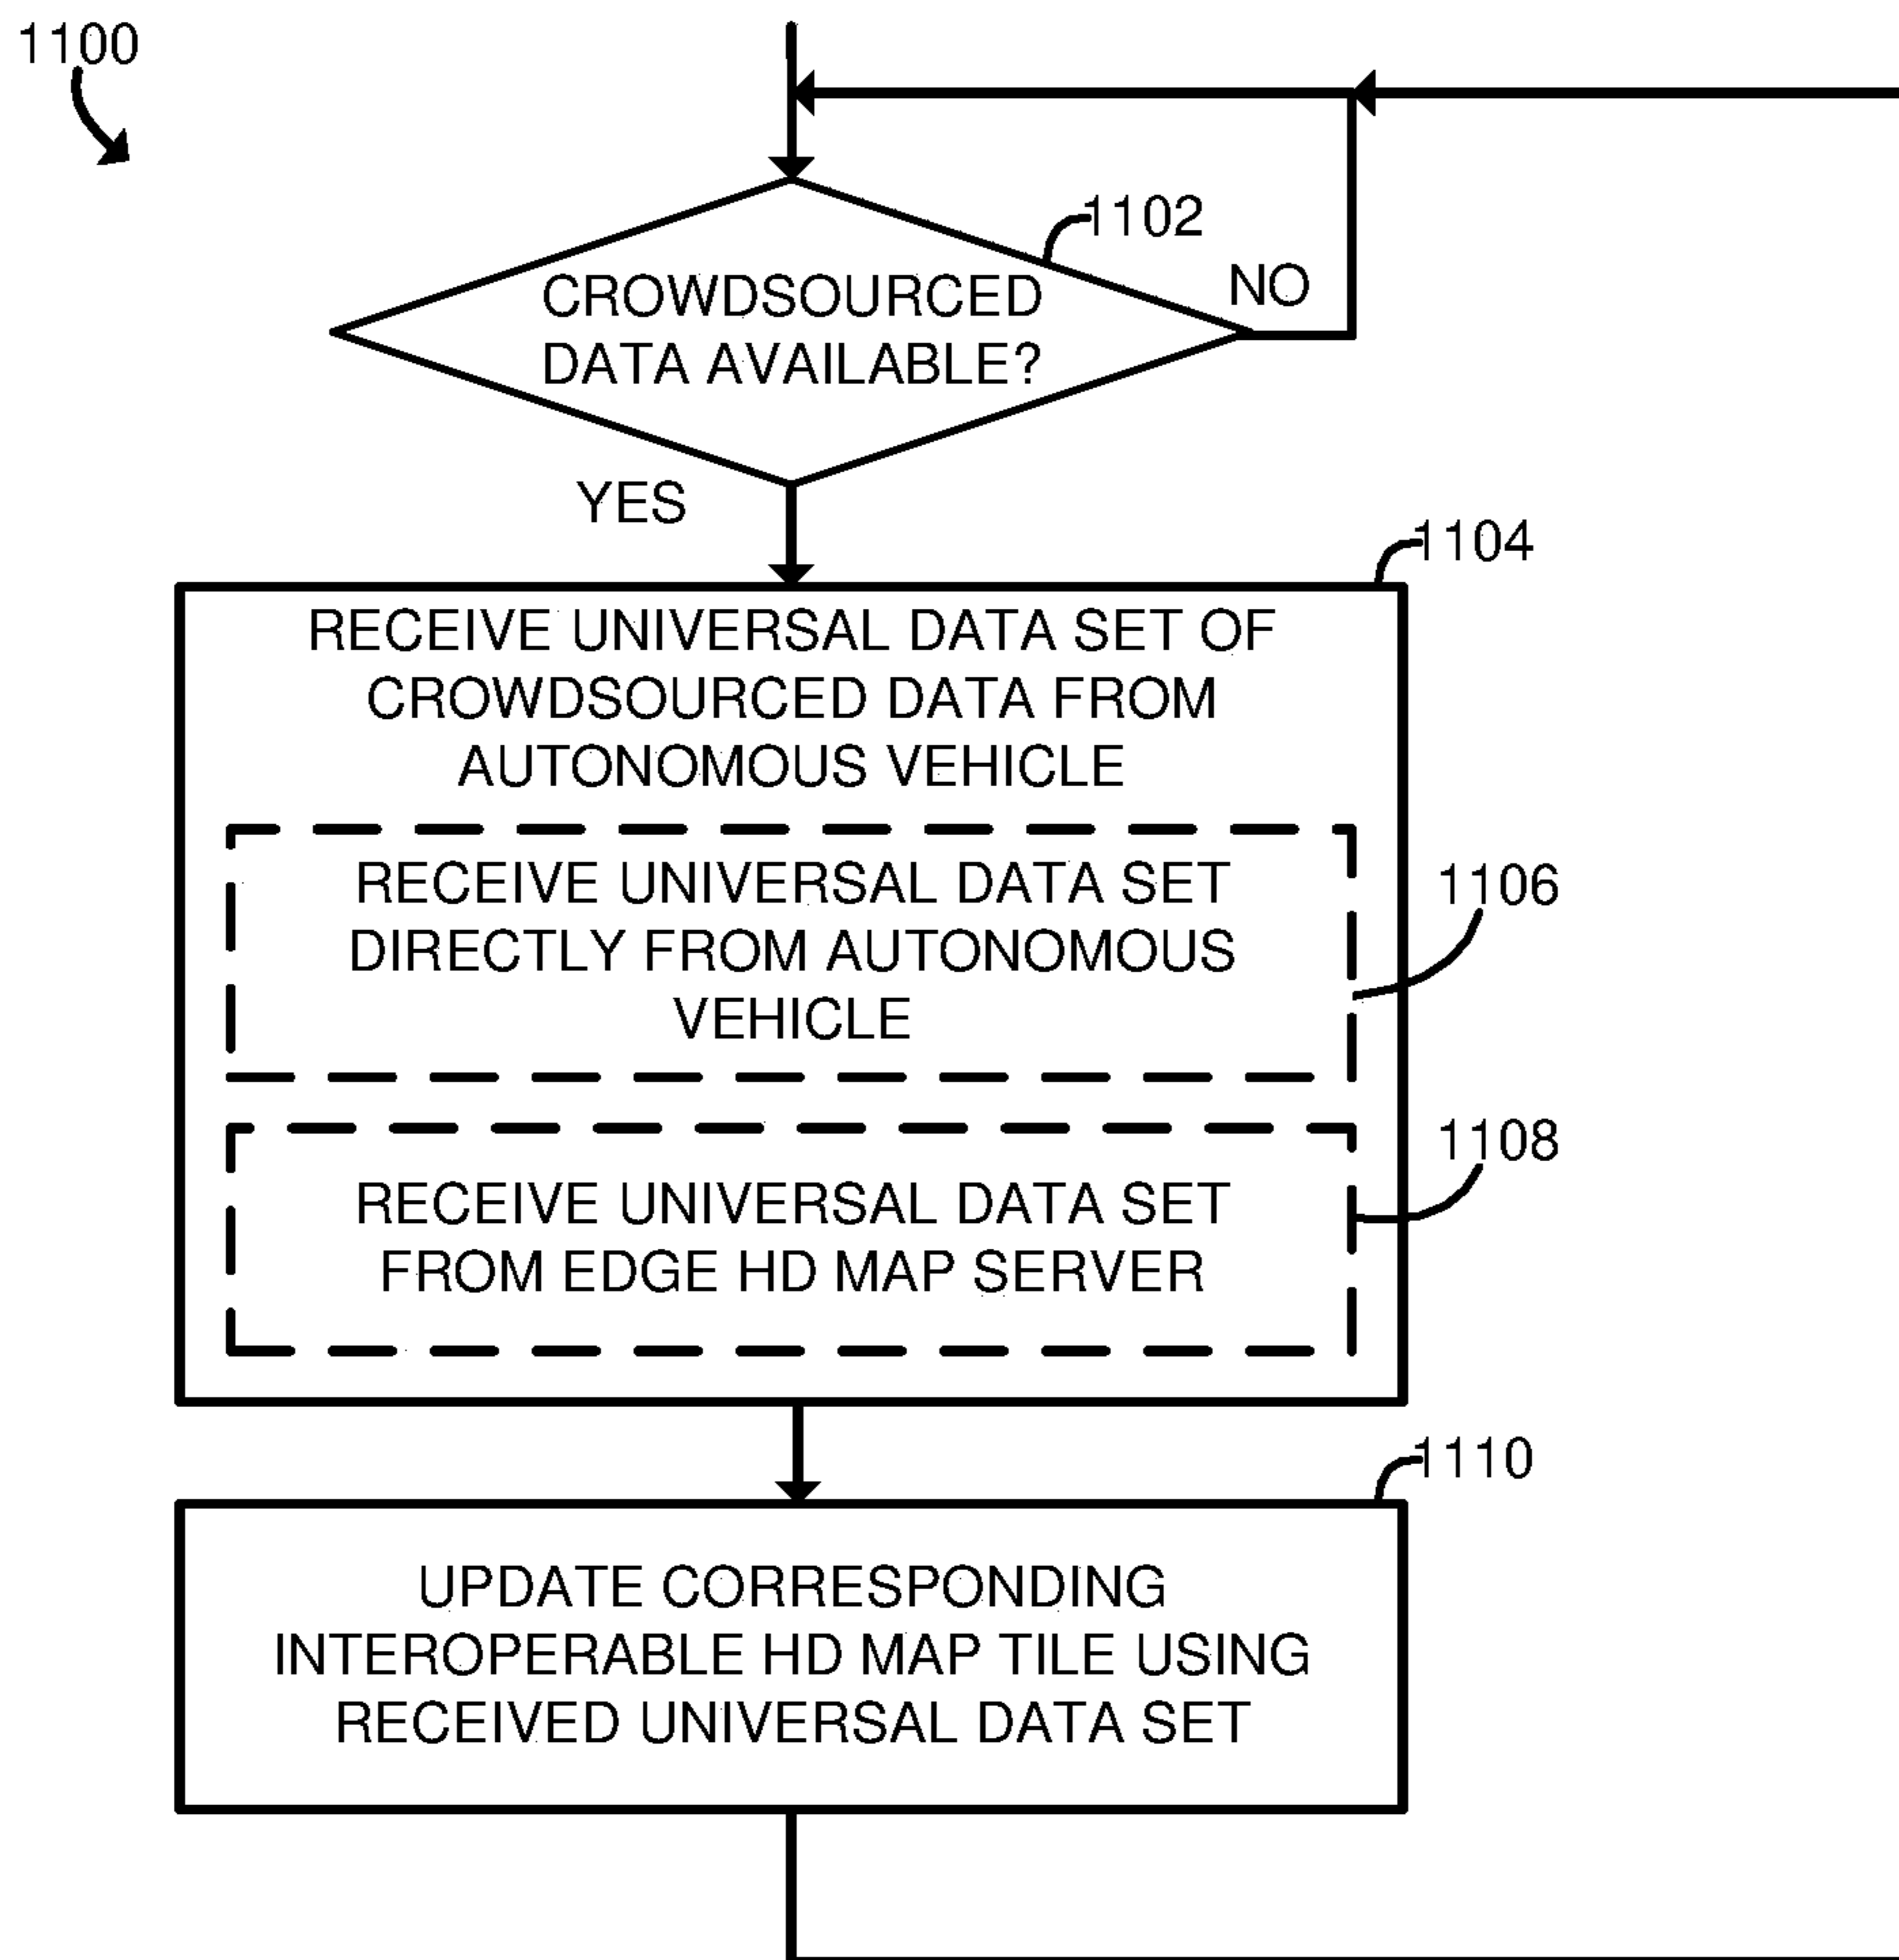 1100
1102
CROWDSOURCED
DATA AVAILABLE?
NO
YES
1104
RECEIVE UNIVERSAL DATA SET OF
CROWDSOURCED DATA FROM
AUTONOMOUS VEHICLE
1106
RECEIVE UNIVERSAL DATA SET
DIRECTLY FROM AUTONOMOUS
VEHICLE
1108
RECEIVE UNIVERSAL DATA SET
FROM EDGE HD MAP SERVER
1110
UPDATE CORRESPONDING
INTEROPERABLE HD MAP TILE USING
RECEIVED UNIVERSAL DATA SET